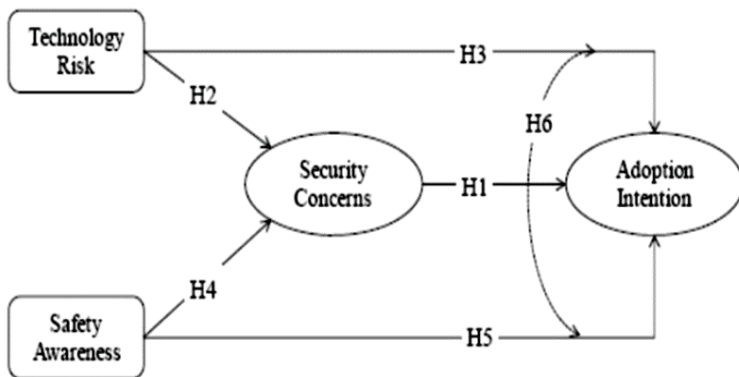 Technology
Risk
H3
H2
H6
Security
Concerns
H1
Adoption
Intention
H4
Safety
Awareness
H5